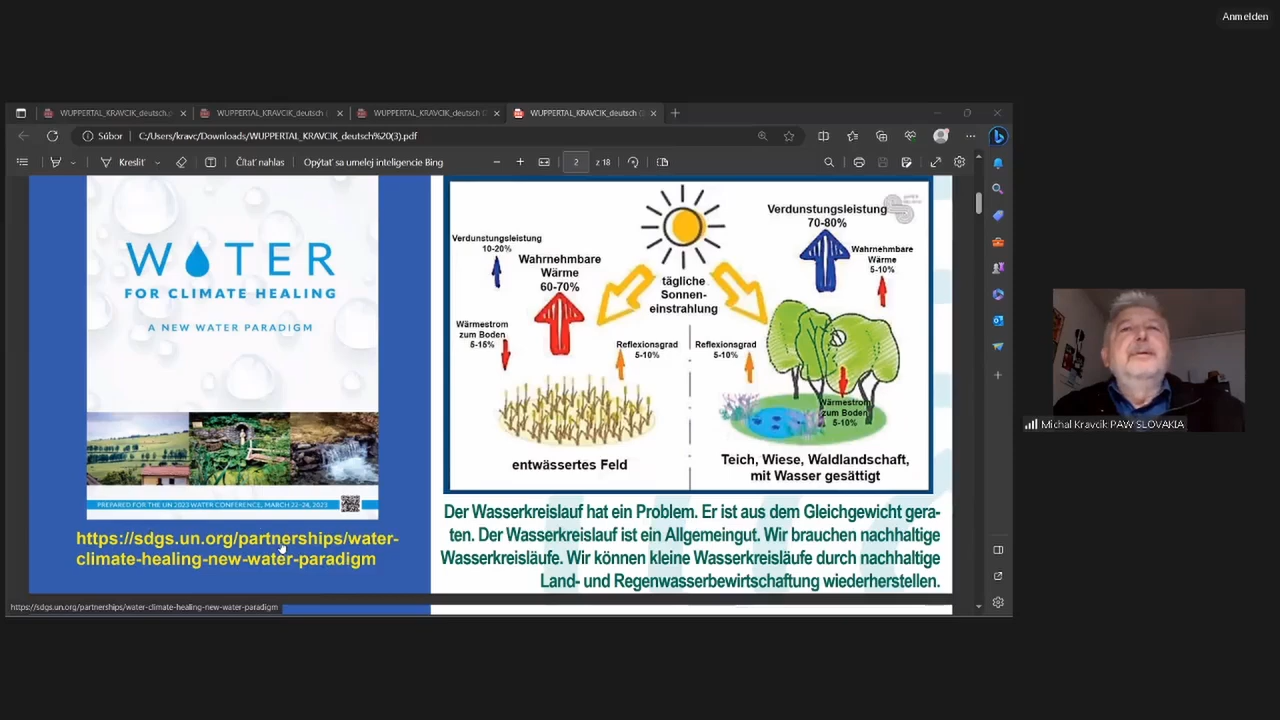 Anmelden
WUPPERTAL_KRAVCIK_deutsch.p
WUPPERTAL_KRAVCIK_deutsch (
WUPPERTAL_KRAVCIK_deutsch (
WUPPERTAL_KRAVCIK_deutsch (
Súbor
C:/Users/kravc/Downloads/WUPPERTAL_KRAVCIK_deutsch%20(3).pdf
Kresliť
Čítať nahlas
Opýtať sa umelej inteligencie Bing
2
z 18
WATER
FOR CLIMATE HEALING
A NEW WATER PARADIGM
PREPARED FOR THE UN 2023 WATER CONFERENCE, MARCH 22-24, 2023
https://sdgs.un.org/partnerships/water-
climate-healing-new-water-paradigm
Verdunstungsleistung
10-20%
Wahrnehmbare
Wärme
60-70%
Wärmestrom
zum Boden
5-15%
Reflexionsgrad
5-10%
entwässertes Feld
tägliche
Sonnen-
einstrahlung
Verdunstungsleistung
70-80%
Wahrnehmbare
Wärme
5-10%
Reflexionsgrad
5-10%
Wärmestrom
zum Boden
5-10%
Teich, Wiese, Waldlandschaft,
mit Wasser gesättigt
Der Wasserkreislauf hat ein Problem. Er ist aus dem Gleichgewicht gera-
ten. Der Wasserkreislauf ist ein Allgemeingut. Wir brauchen nachhaltige
Wasserkreisläufe. Wir können kleine Wasserkreisläufe durch nachhaltige
Land- und Regenwasserbewirtschaftung wiederherstellen.
https://sdgs.un.org/partnerships/water-climate-healing-new-water-paradigm
Michal Kravcik PAW SLOVAKIA